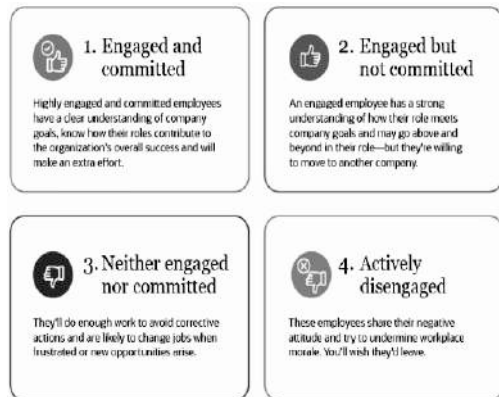 1. Engaged and
committed
Highly engaged and committed employees
have a clear understanding of company
goals, know how their roles contribute to
the organization's overall success and will
make an extra effort.
2. Engaged but
not committed
An engaged employee has a strong
understanding of how their role meets
company goals and may go above and
beyond in their role—but they're willing
to move to another company.
3. Neither engaged
nor committed
They'll do enough work to avoid corrective
actions and are likely to change jobs when
frustrated or new opportunities arise.
4. Actively
disengaged
These employees share their negative
attitude and try to undermine workplace
morale. You'll wish they'd leave.